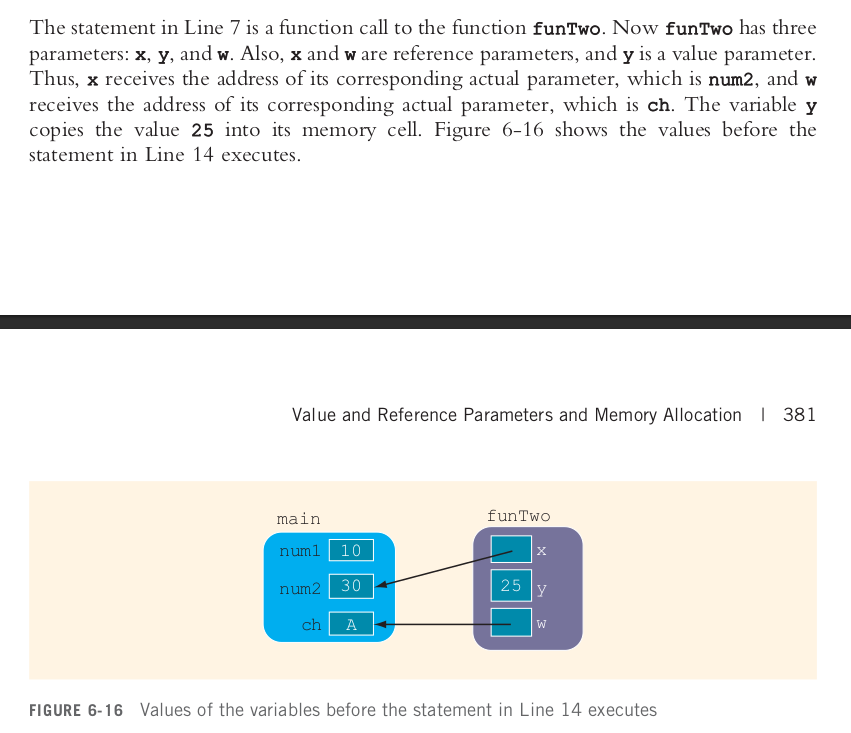 The statement in Line 7 is a function call to the function funTwo. Now funTwo has three
parameters: x, y, and w. Also, x and w are reference parameters, and y is a value parameter.
Thus, x receives the address of its corresponding actual parameter, which is num2, and w
receives the address of its corresponding actual parameter, which is ch. The variable y
copies the value 25 into its memory cell. Figure 6-16 shows the values before the
statement in Line 14 executes.
Value and Reference Parameters and Memory Allocation | 381
main
funTwo
num1 10
x
num2 30
25 y
ch A
w
FIGURE 6-16 Values of the variables before the statement in Line 14 executes